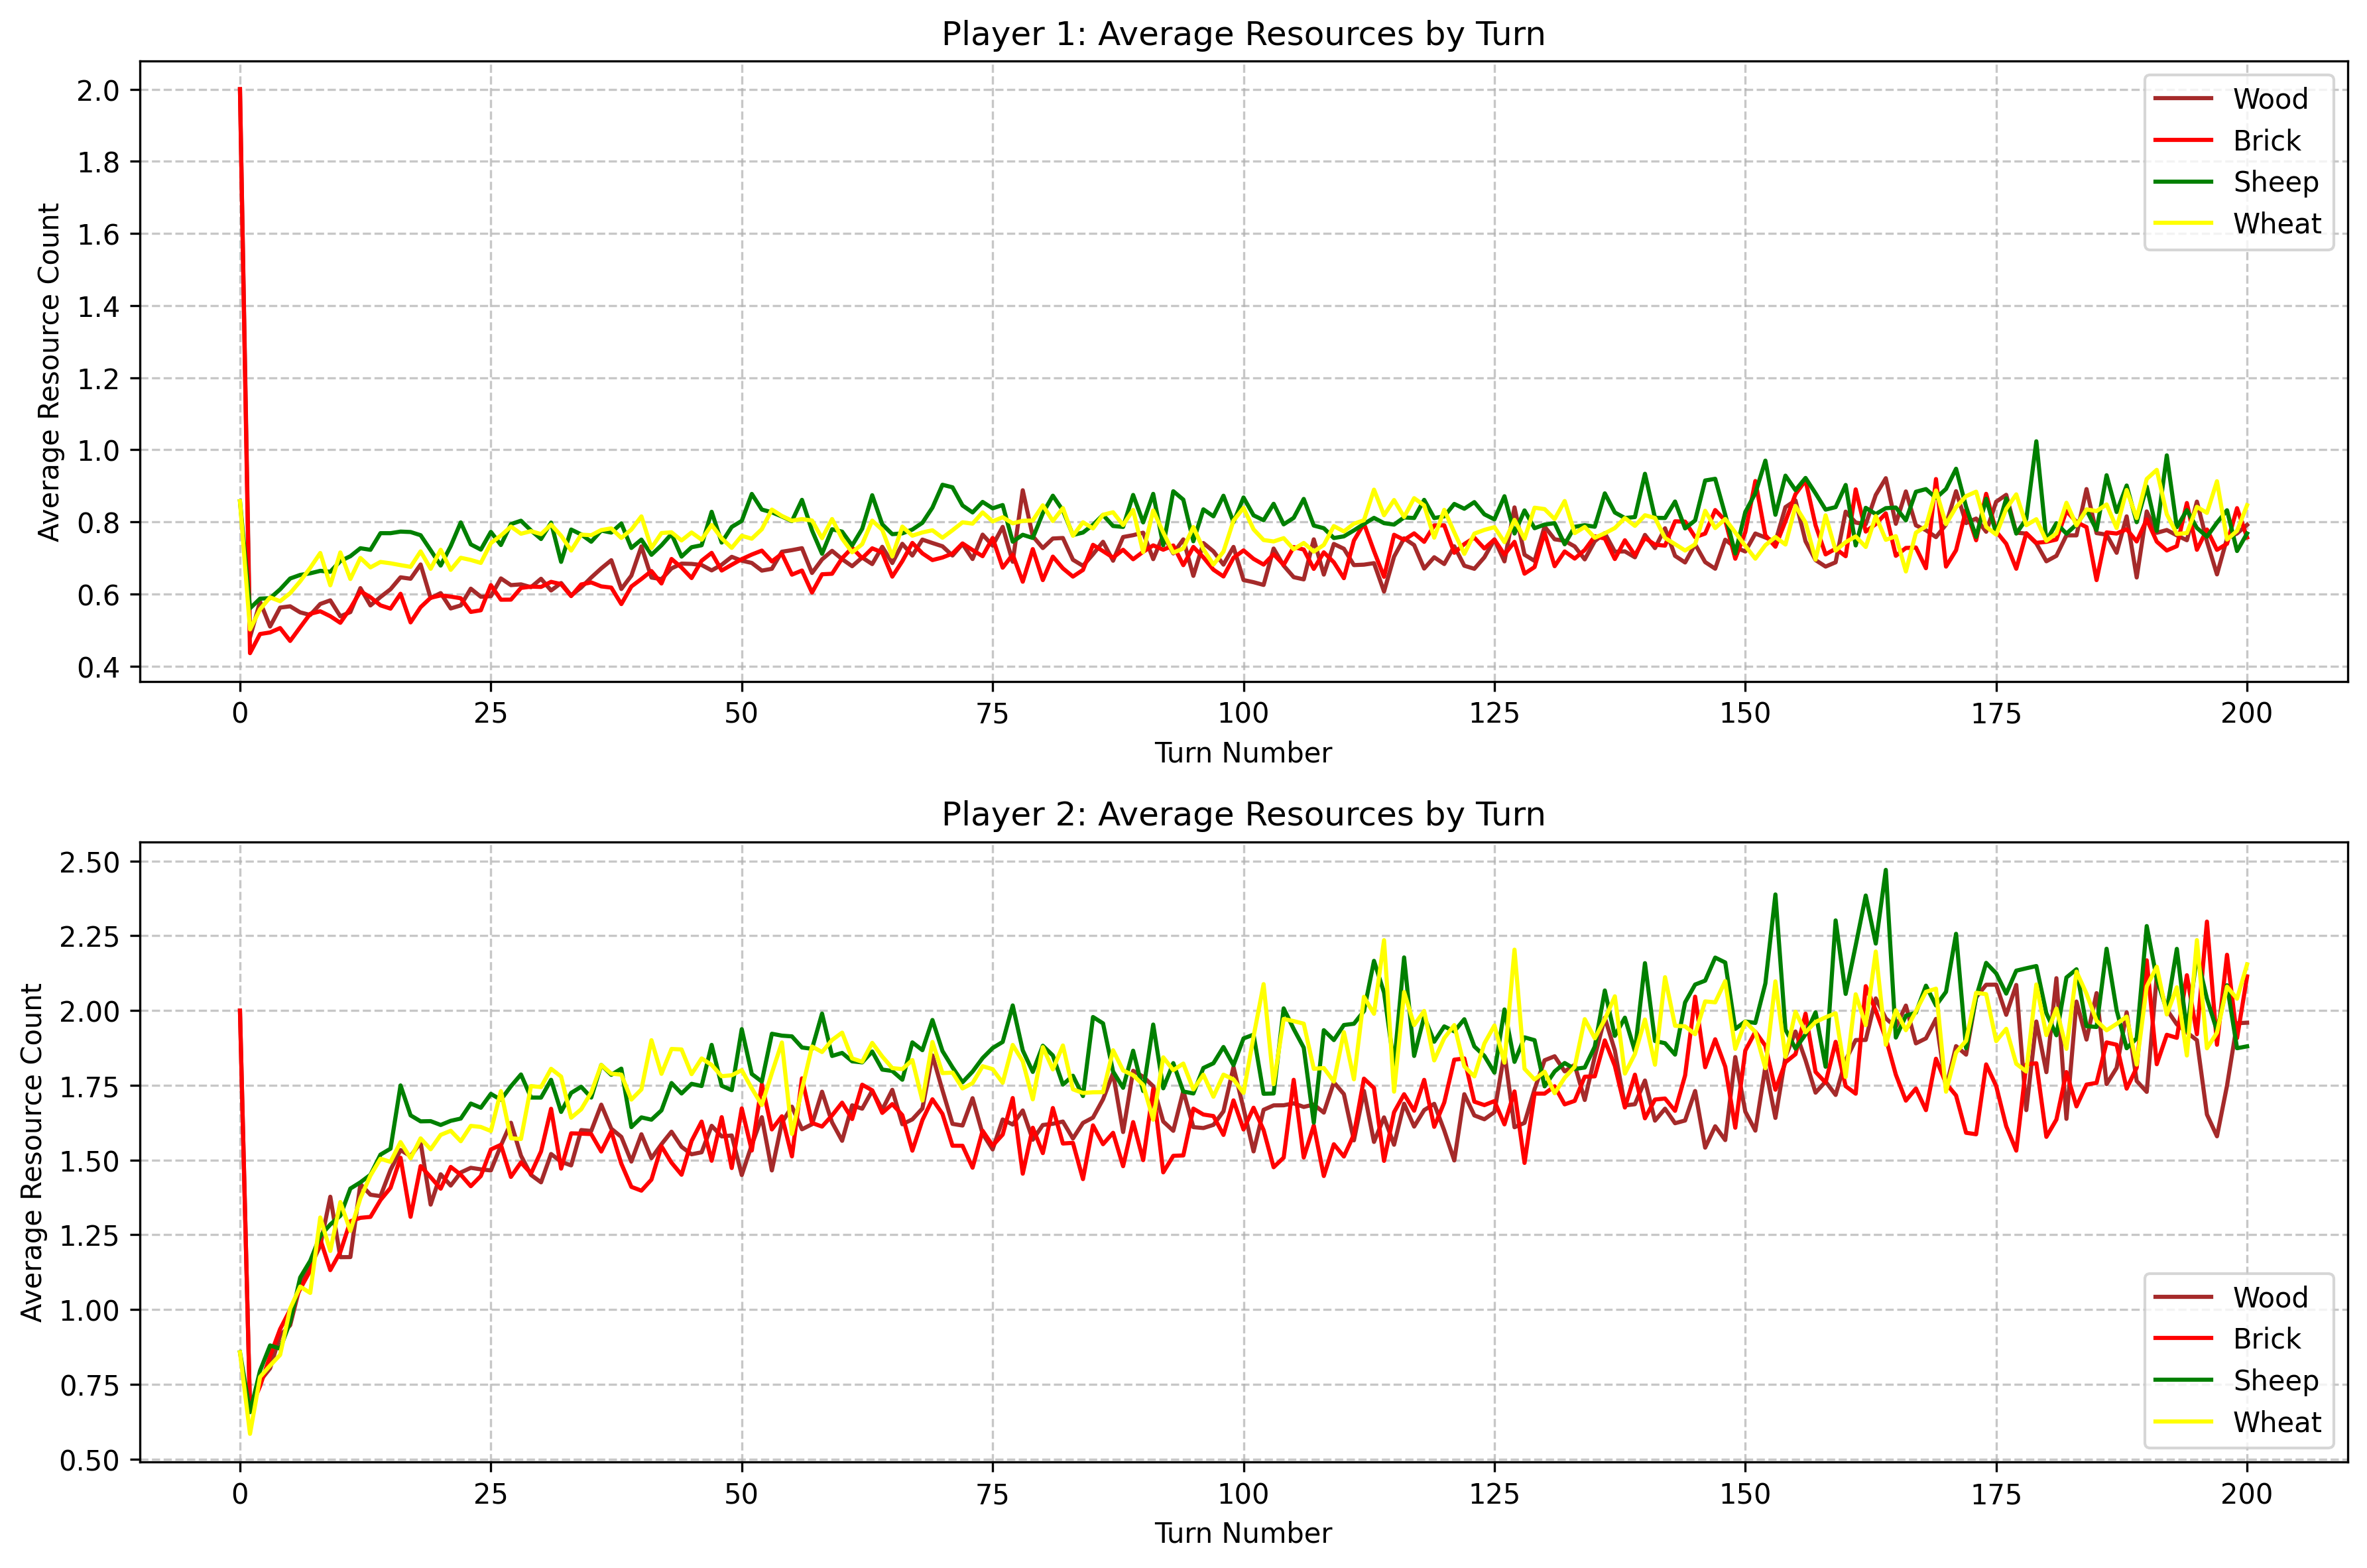 Player 1: Average Resources by Turn
Average Resource Count
2.0
1.8
1.6
1.4
1.2
1.0
0.8
0.6
0.4
Wood
Brick
Sheep
Wheat
0 25 50 75 100 125 150 175 200
Turn Number
Player 2: Average Resources by Turn
Average Resource Count
2.50
2.25
2.00
1.75
1.50
1.25
1.00
0.75
0.50
Wood
Brick
Sheep
Wheat
0 25 50 75 100 125 150 175 200
Turn Number